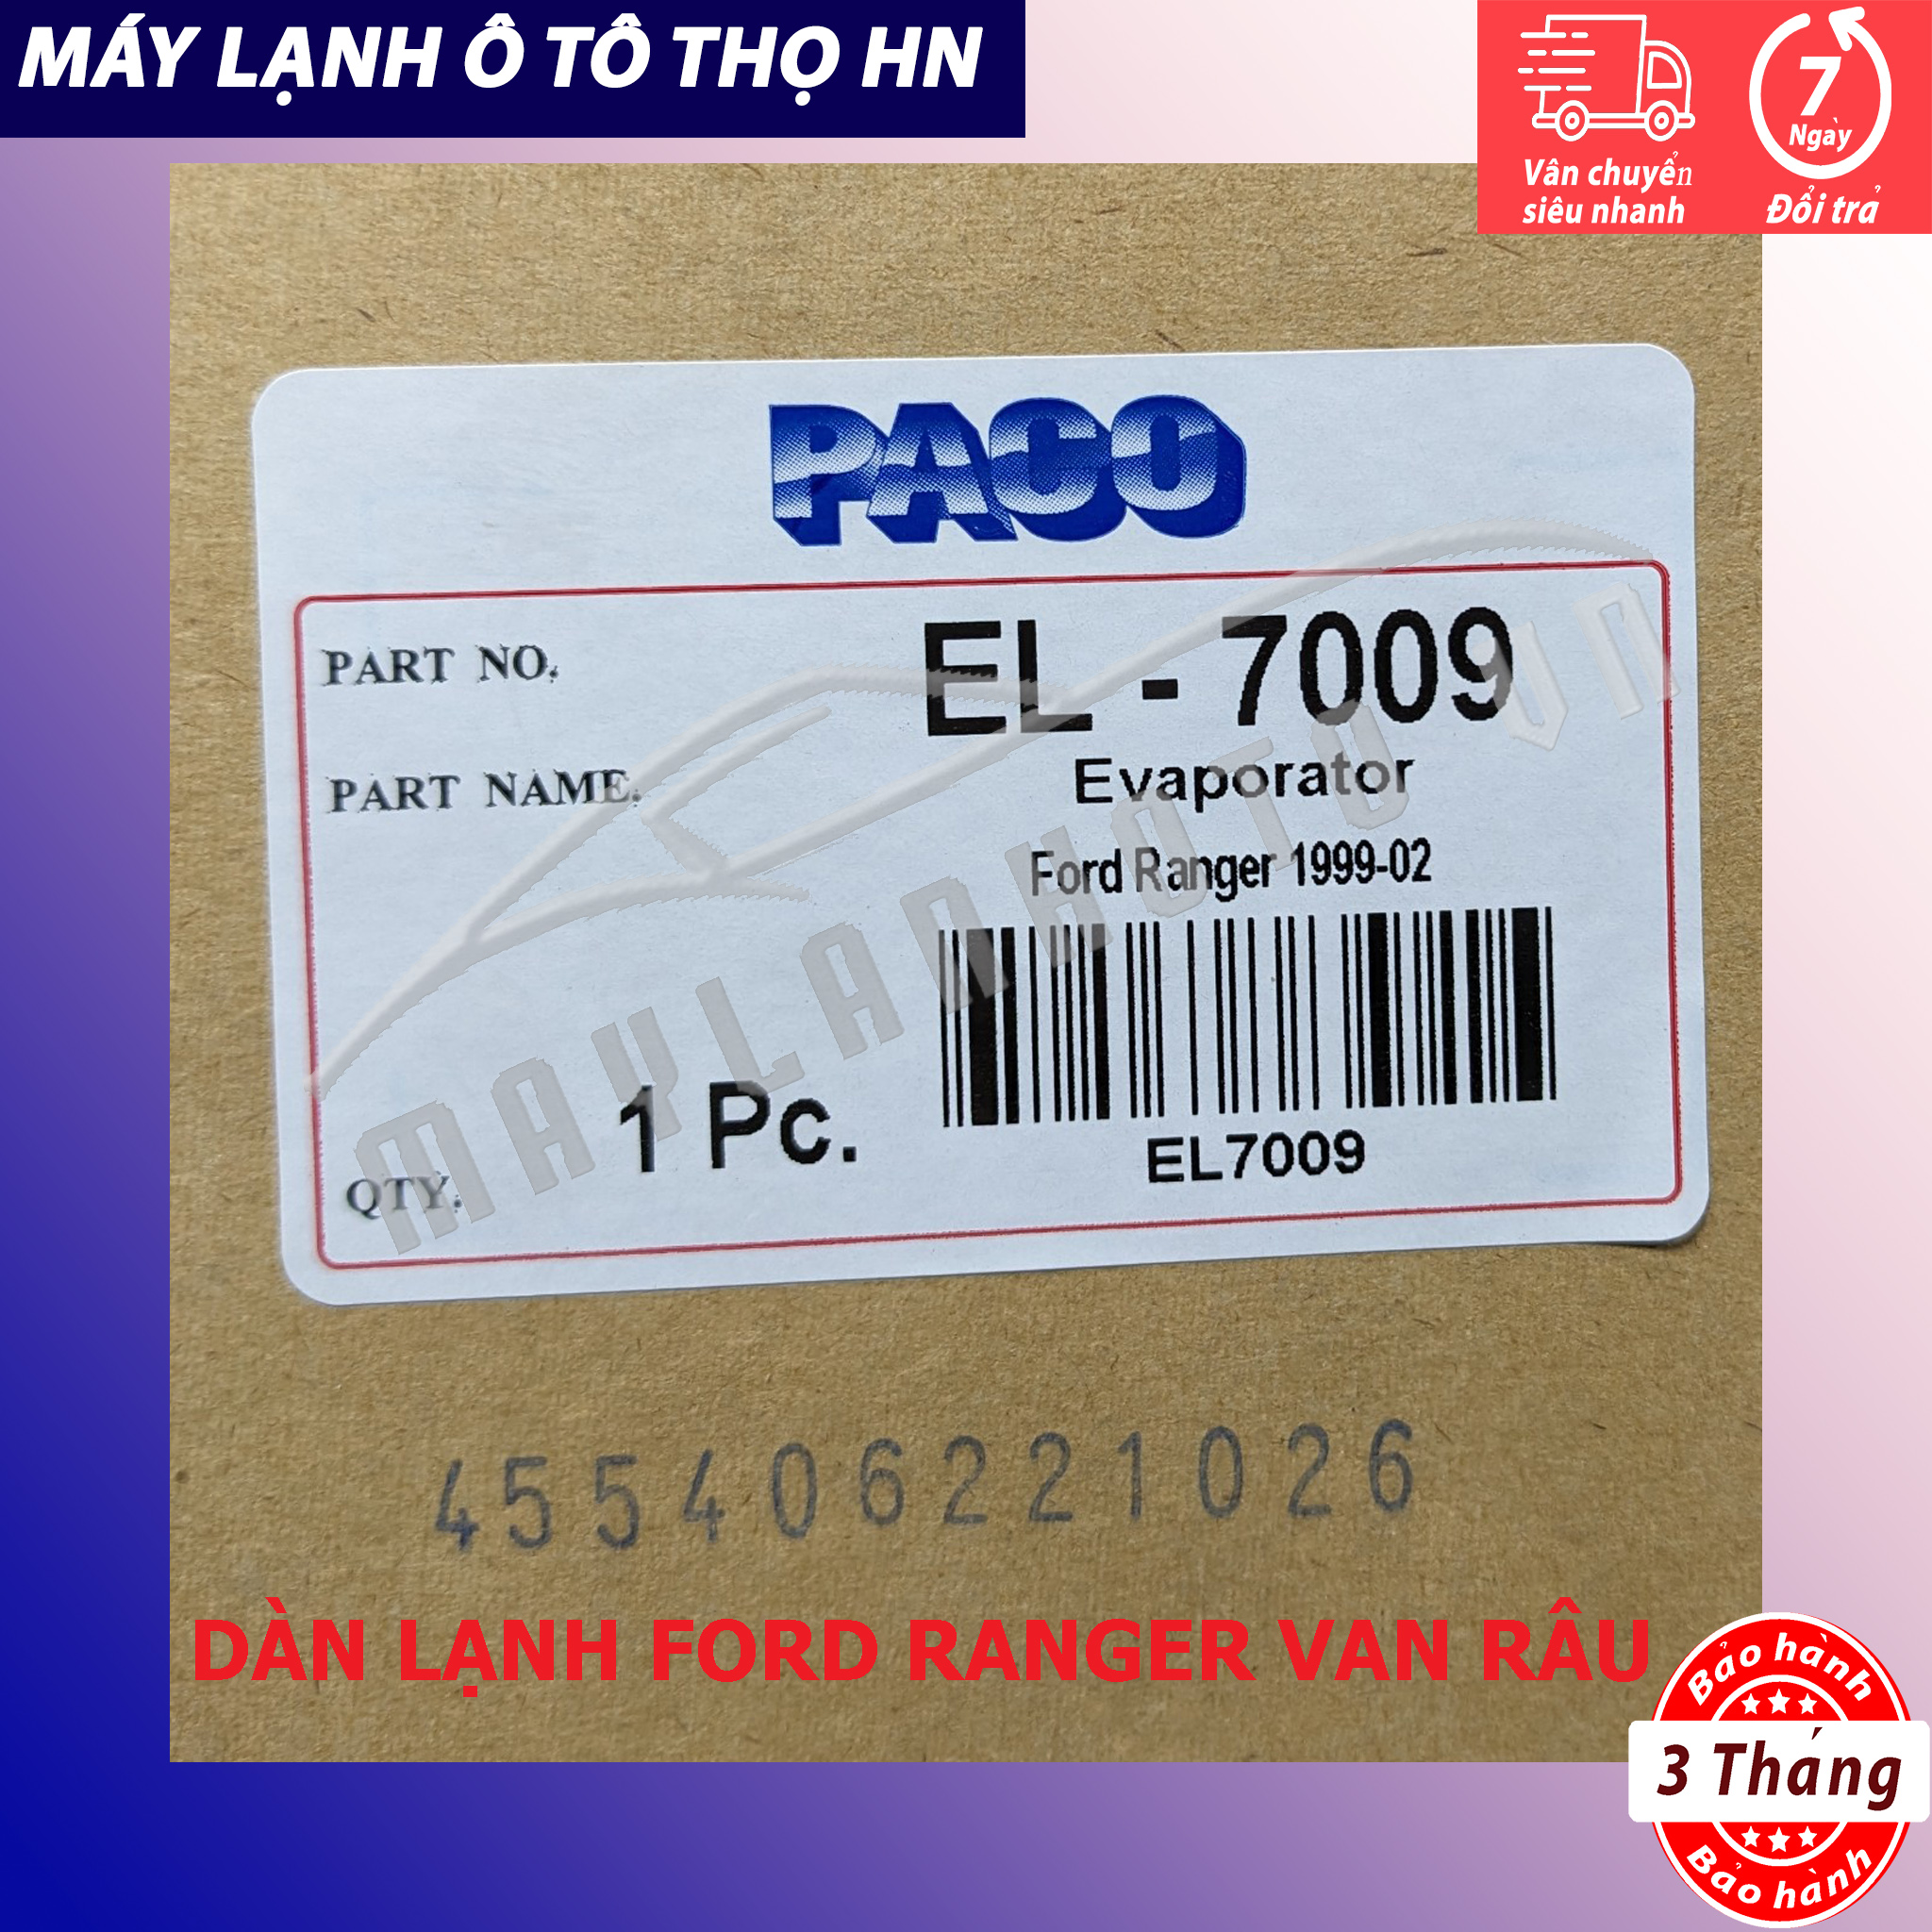 MÁY LẠNH Ô TÔ THỌ HN
7
Ngày
Vân chuyển
siêu nhanh
Đổi trả
PACO
PART NO.
EL - 7009
PART NAME.
Evaporator
Ford Ranger 1999-02
MAYLANHOTO VN
1 Pc.
QTY.
EL7009
455406221026
DÀN LẠNH FORD RANGER VAN RÂU
Bảo hành
3 Tháng
Bảo hành